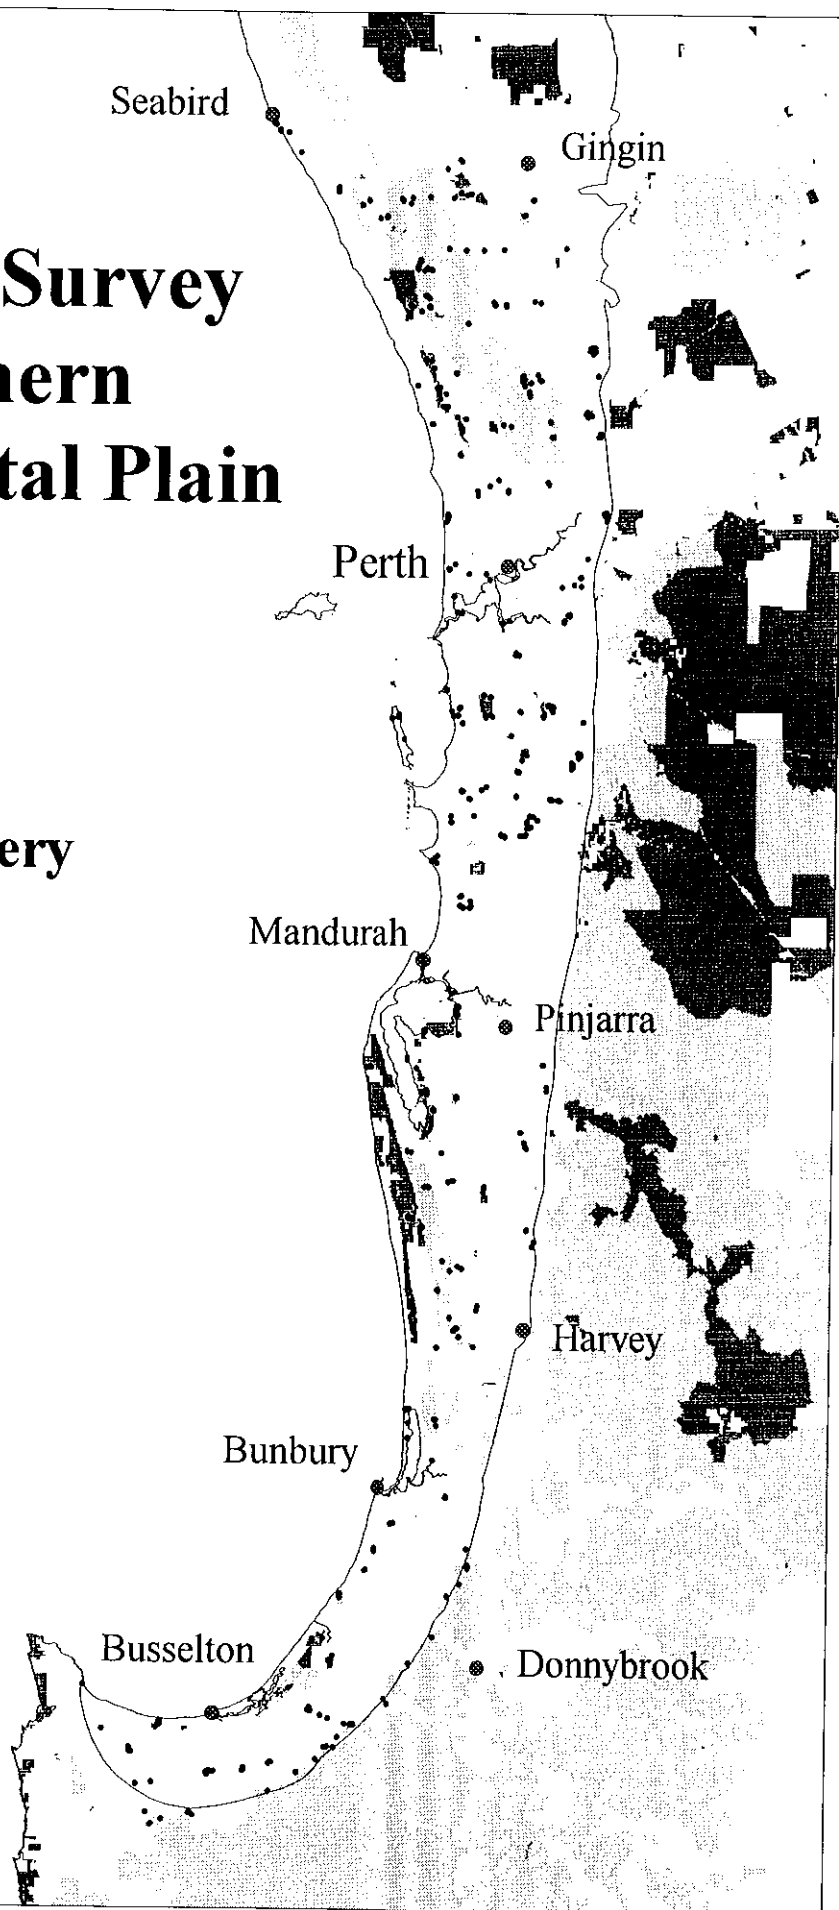 Seabird
Gingin
Survey
hern
tal Plain
Perth
ery
Mandurah
Pinjarra
Harvey
Bunbury
Busselton
Donnybrook